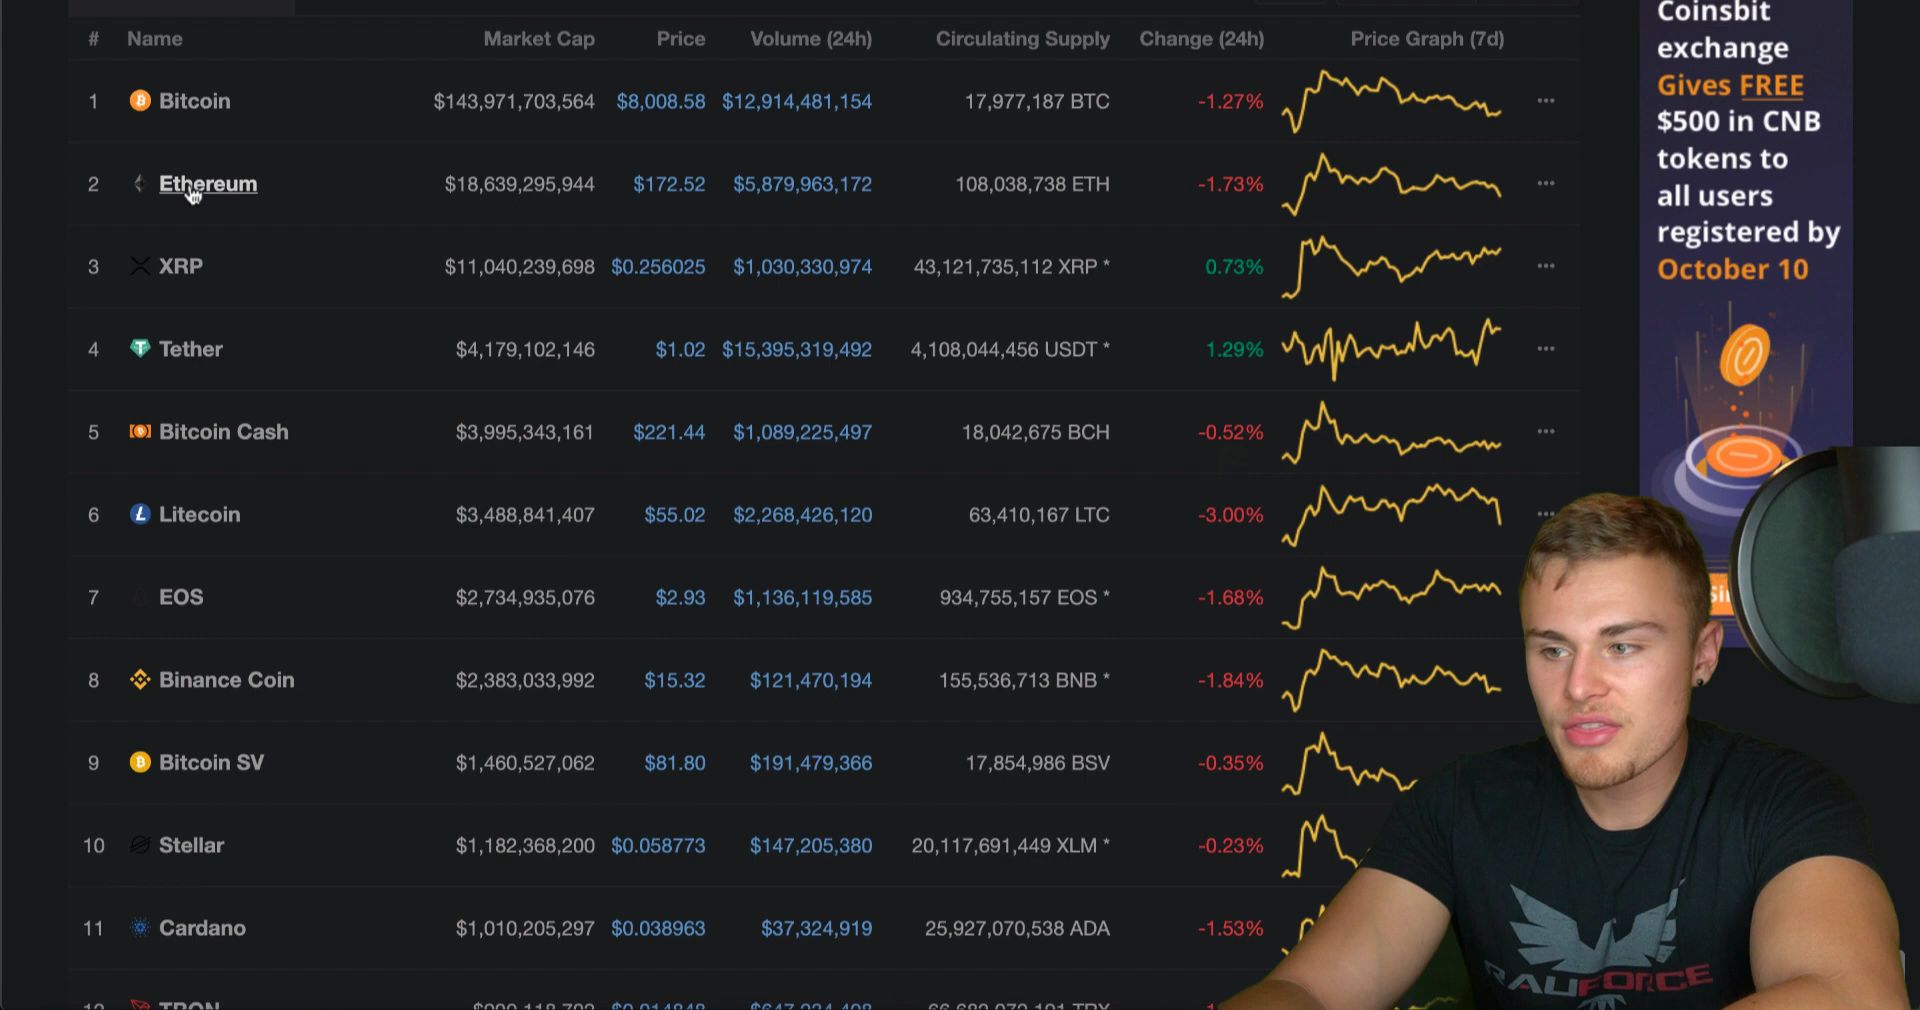 # Name Market Cap Price Volume (24h) Circulating Supply Change (24h) Price Graph (7d)
1 Bitcoin $143,971,703,564 $8,008.58 $12,914,481,154 17,977,187 BTC -1.27%
2 Ethereum $18,639,295,944 $172.52 $5,879,963,172 108,038,738 ETH -1.73%
3 XRP $11,040,239,698 $0.256025 $1,030,330,974 43,121,735,112 XRP * 0.73%
4 Tether $4,179,102,146 $1.02 $15,395,319,492 4,108,044,456 USDT * 1.29%
5 Bitcoin Cash $3,995,343,161 $221.44 $1,089,225,497 18,042,675 BCH -0.52%
6 Litecoin $3,488,841,407 $55.02 $2,268,426,120 63,410,167 LTC -3.00%
7 EOS $2,734,935,076 $2.93 $1,136,119,585 934,755,157 EOS * -1.68%
8 Binance Coin $2,383,033,992 $15.32 $121,470,194 155,536,713 BNB * -1.84%
9 Bitcoin SV $1,460,527,062 $81.80 $191,479,366 17,854,986 BSV -0.35%
10 Stellar $1,182,368,200 $0.058773 $147,205,380 20,117,691,449 XLM * -0.23%
11 Cardano $1,010,205,297 $0.038963 $37,324,919 25,927,070,538 ADA -1.53%
TRON
Coinsbit
exchange
Gives FREE
$500 in CNB
tokens to
all users
registered by
October 10
RAUFORCE